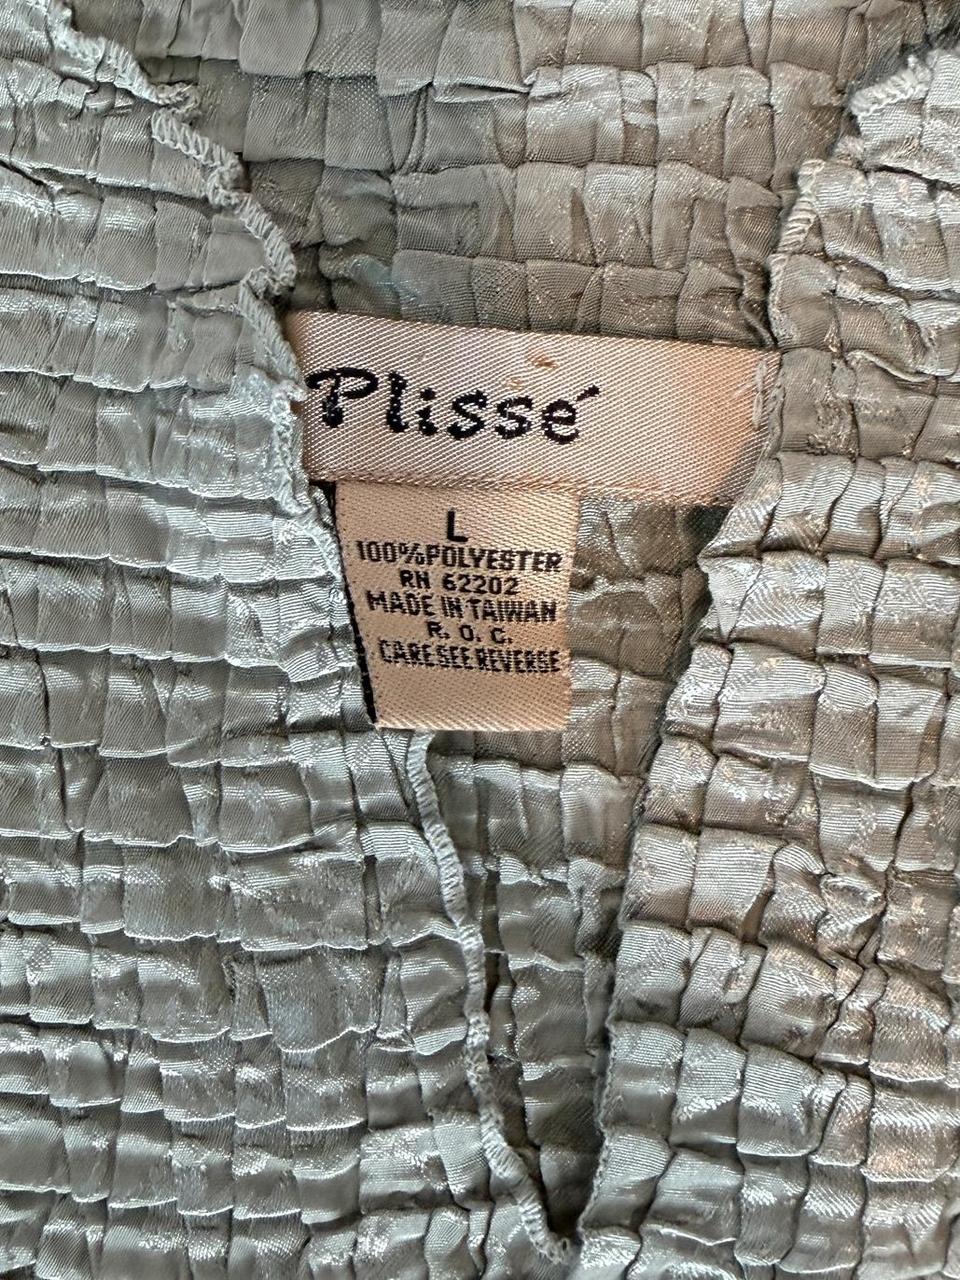 Plissé
L
100%POLYESTER
RN 62202
MADE IN TAIWAN
R. O. C.
CARE SEE REVERSE